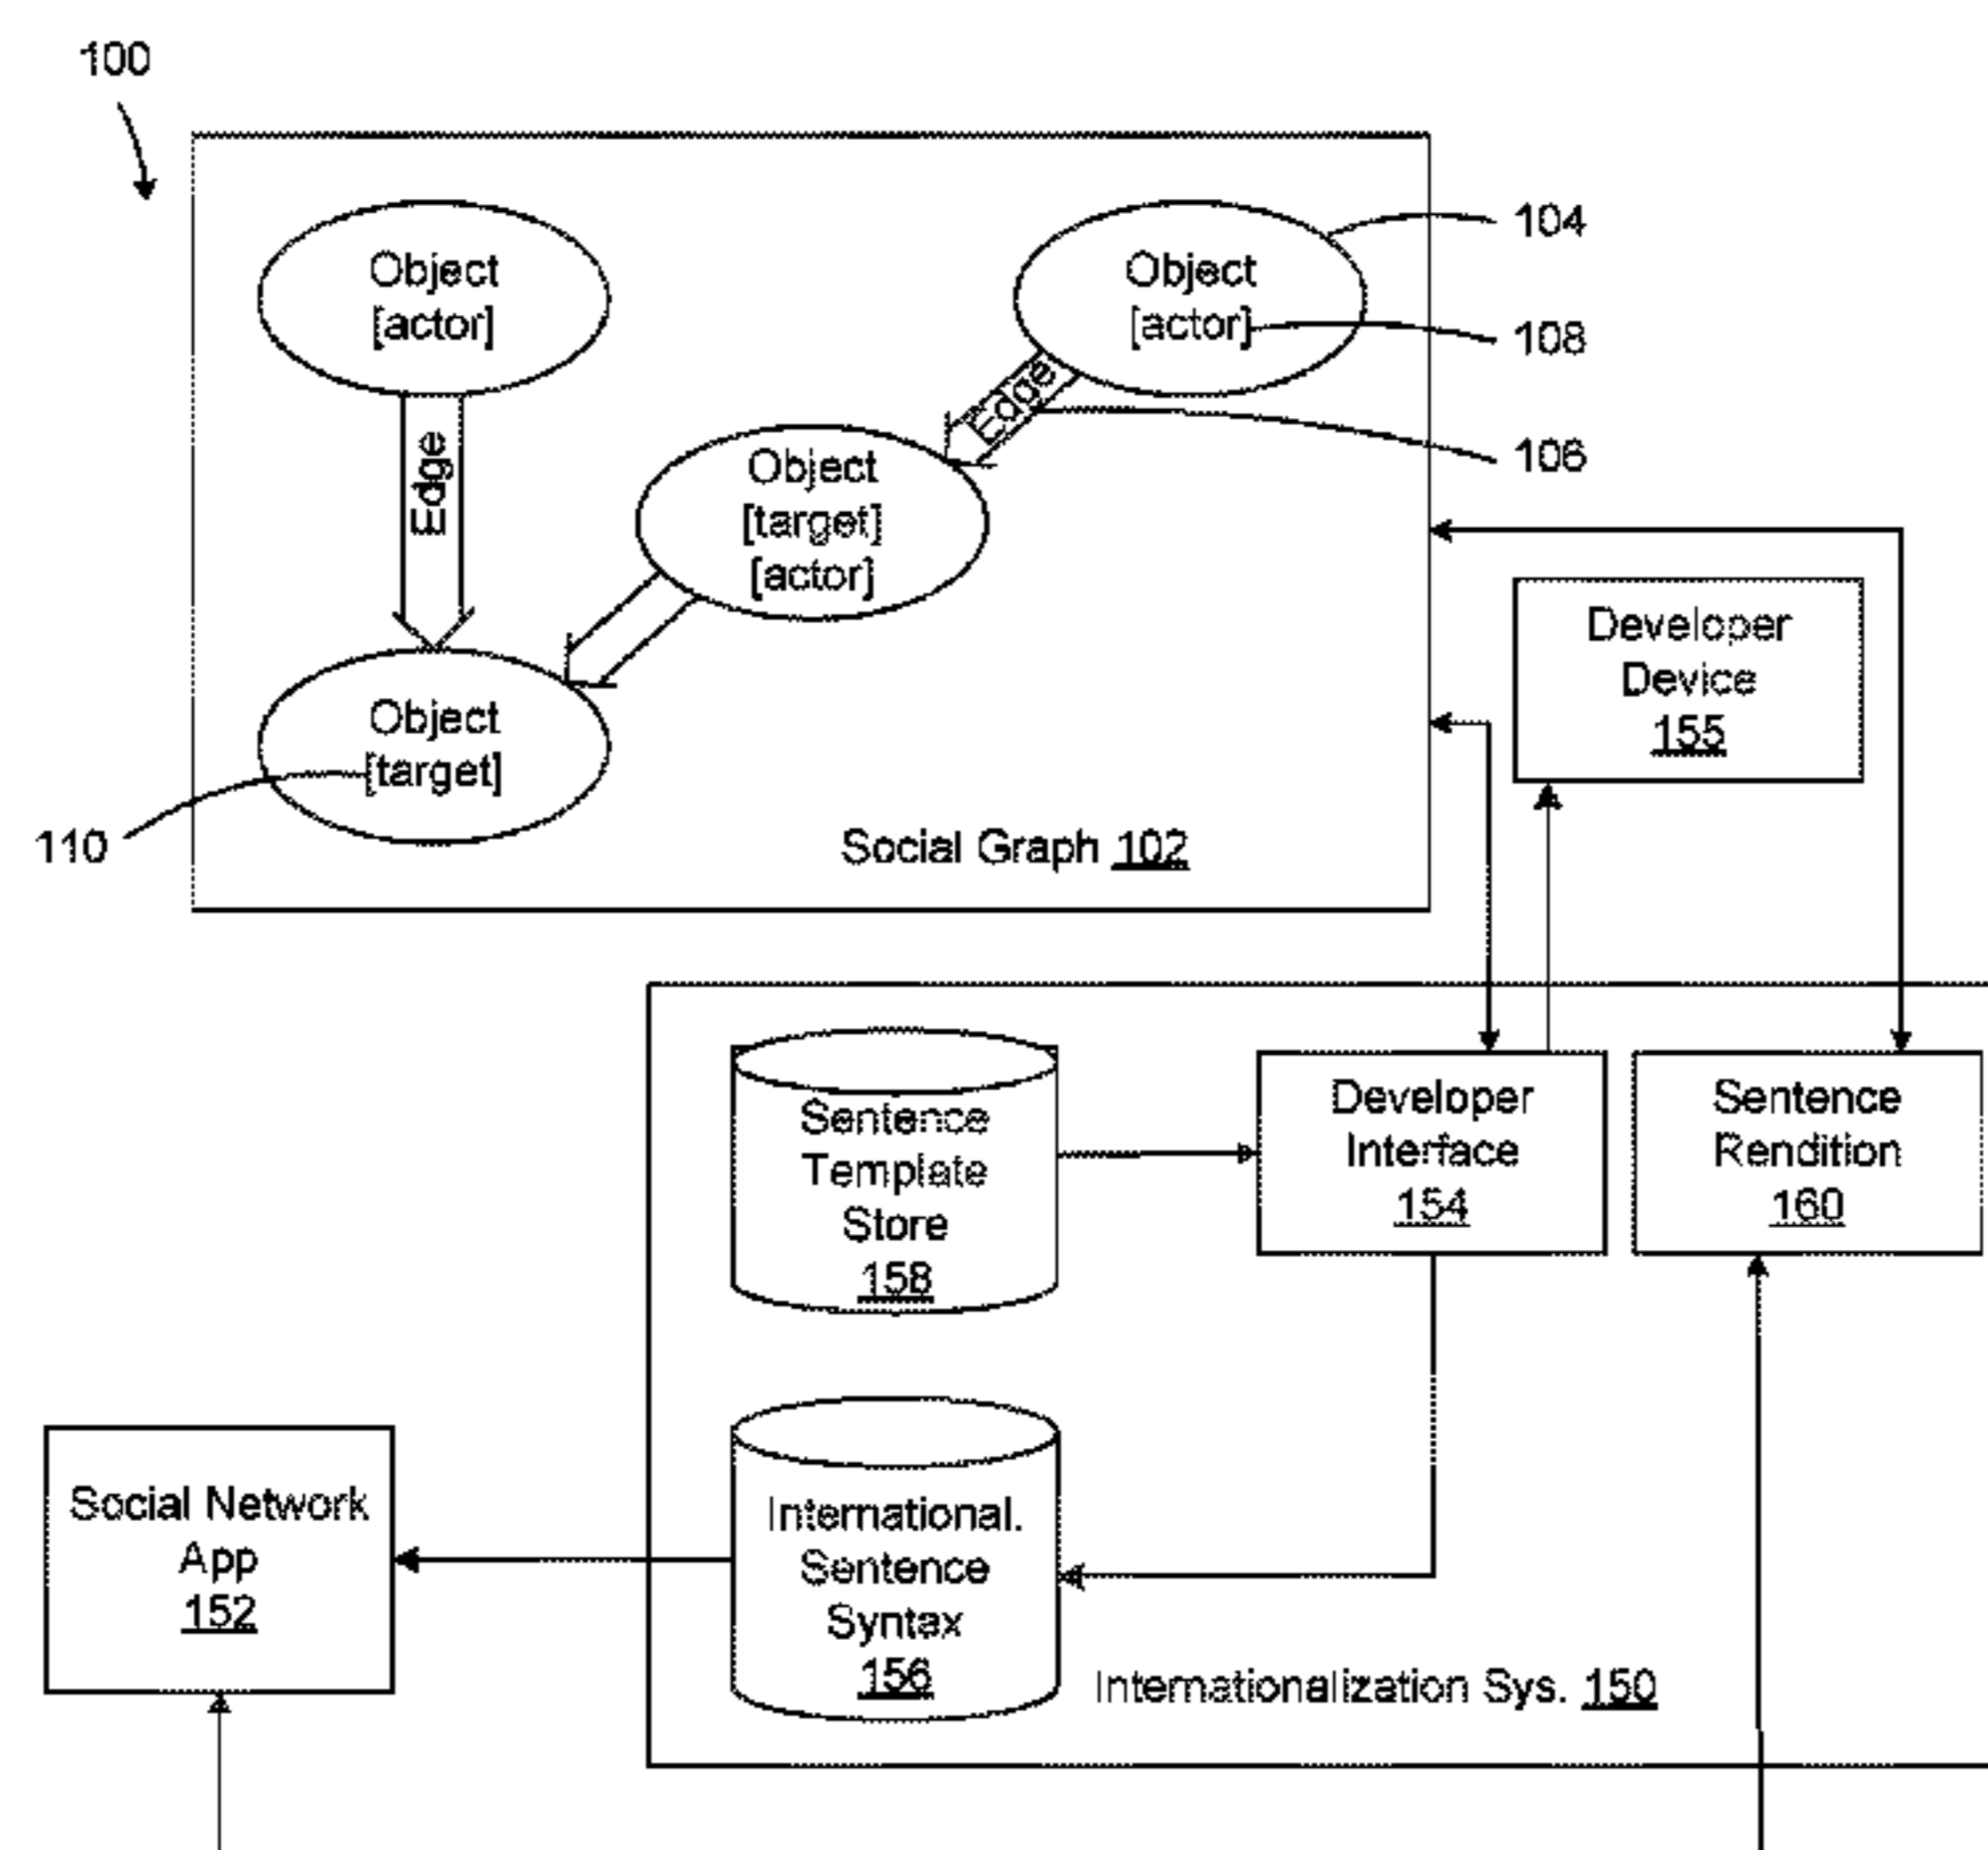 100
Object
[actor]
Object
[actor]
104
108
Edge
106
Edge
Object
[target]
[actor]
Object
[target]
110
Social Graph 102
Developer
Device
155
Sentence
Template
Store
158
Developer
Interface
154
Sentence
Rendition
160
Social Network
App
152
International.
Sentence
Syntax
156
Internationalization Sys. 150